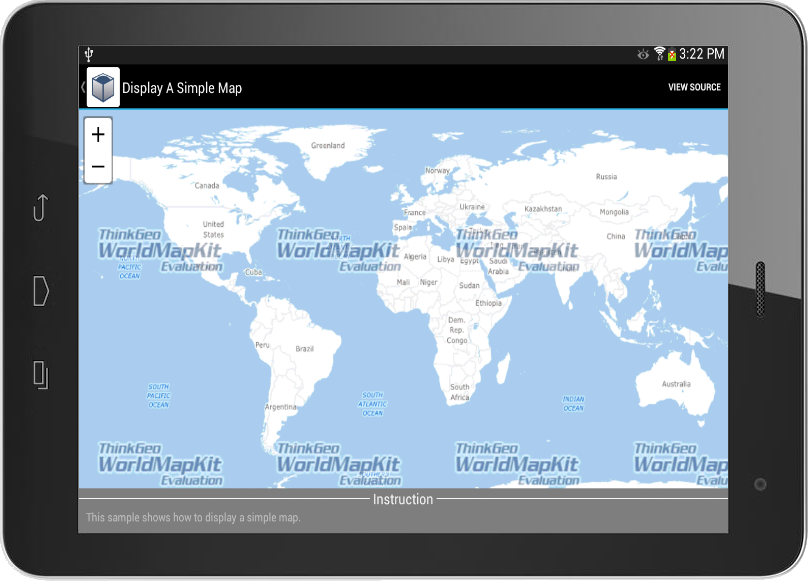 3:22 PM
Display A Simple Map
VIEW SOURCE
+
−
Greenland
Norway
Russia
Canada
Ukraine
Kazakhstan
France
Mongolia
Spain
United
States
China
ThinkGeo
WorldMapKit
Evaluation
ThinkGeo
WorldMapKit
Evaluation
ThinkGeo
WorldMapKit
Evaluation
ThinkGeo
WorldMapK
Evaluati
PACIFIC
OCEAN
Algeria
Libya
Egypt
Saudi
Arabia
Cuba
Mali
Niger
Sudan
Ethiopia
Dem.
Rep.
Congo
Peru
Brazil
South
Africa
Australia
SOUTH
PACIFIC
OCEAN
SOUTH
ATLANTIC
OCEAN
INDIAN
OCEAN
Argentina
ThinkGeo
WorldMapKit
Evaluation
ThinkGeo
WorldMapKit
Evaluation
ThinkGeo
WorldMapKit
Evaluation
ThinkGeo
WorldMapK
Evaluati
Instruction
This sample shows how to display a simple map.